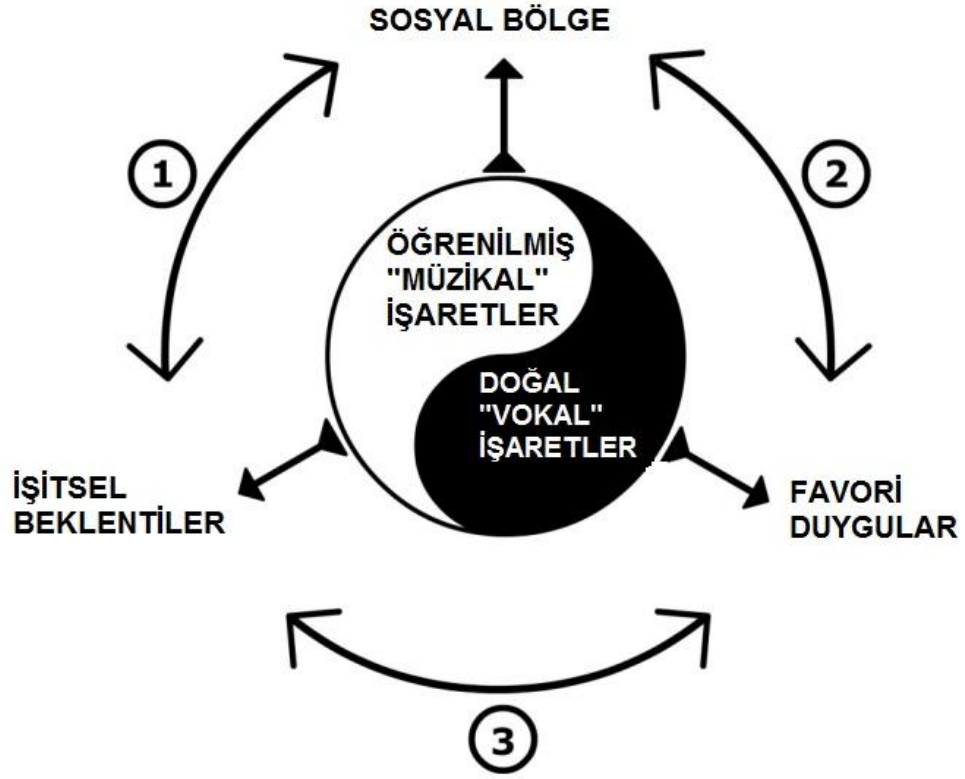 SOSYAL BÖLGE
1
2
ÖĞRENİLMİŞ
"MÜZİKAL"
İŞARETLER
DOĞAL
"VOKAL"
İŞARETLER
İŞİTSEL
BEKLENTİLER
FAVORİ
DUYGULAR
3